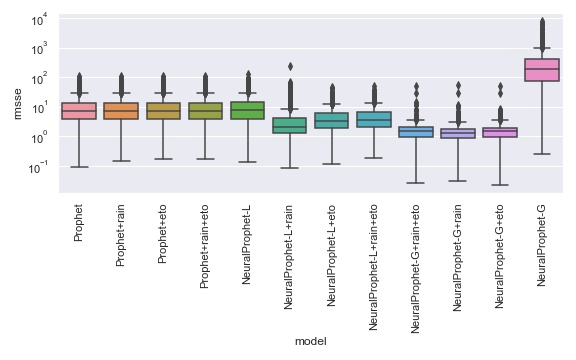 10^4
10^3
10^2
10^1
10^0
10^-1
rmsse
Prophet
Prophet+rain
Prophet+eto
Prophet+rain+eto
NeuralProphet-L
NeuralProphet-L+rain
NeuralProphet-L+eto
NeuralProphet-L+rain+eto
NeuralProphet-G+rain+eto
NeuralProphet-G+rain
NeuralProphet-G+eto
NeuralProphet-G
model